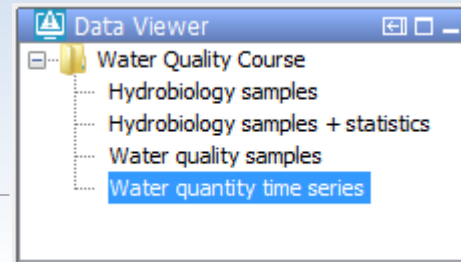 Data Viewer
Water Quality Course
Hydrobiology samples
Hydrobiology samples + statistics
Water quality samples
Water quantity time series